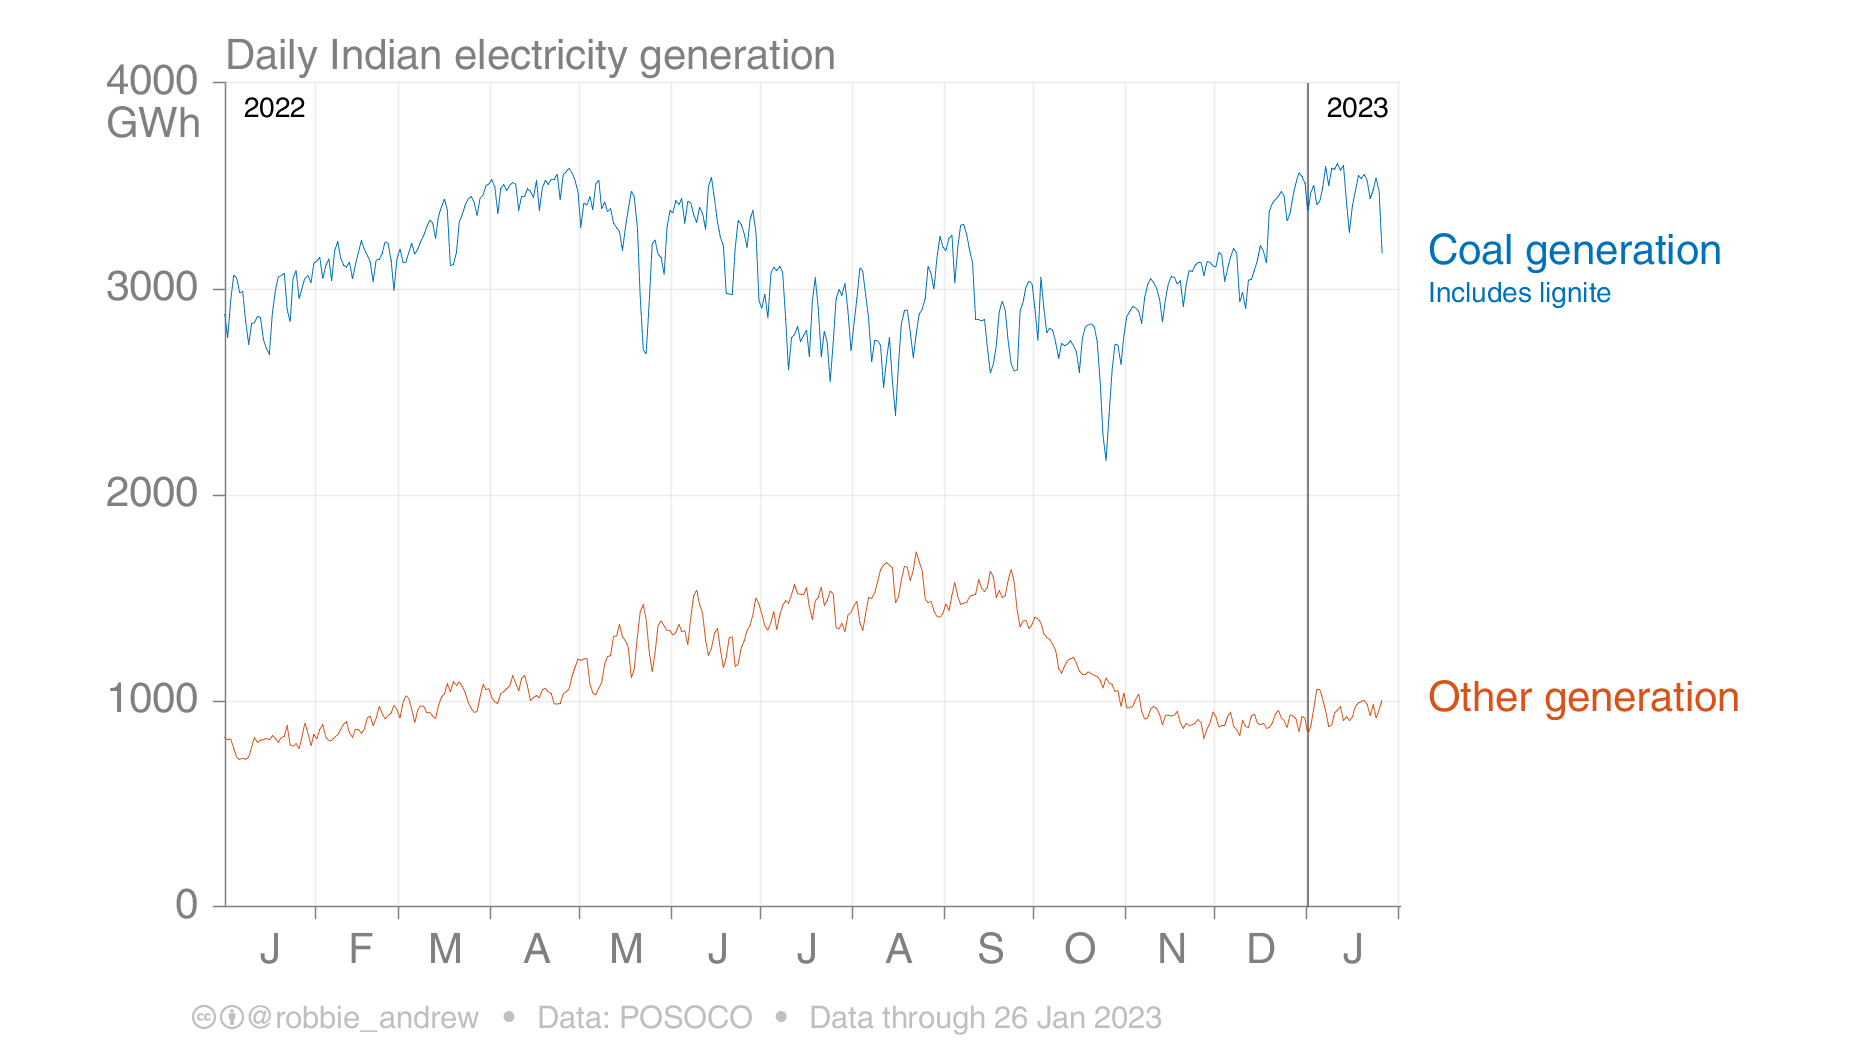 Daily Indian electricity generation
4000
GWh
2022
2023
3000
2000
1000
0
Coal generation
Includes lignite
Other generation
J F M A M J J A S O N D J
cc @robbie_andrew • Data: POSOCO • Data through 26 Jan 2023